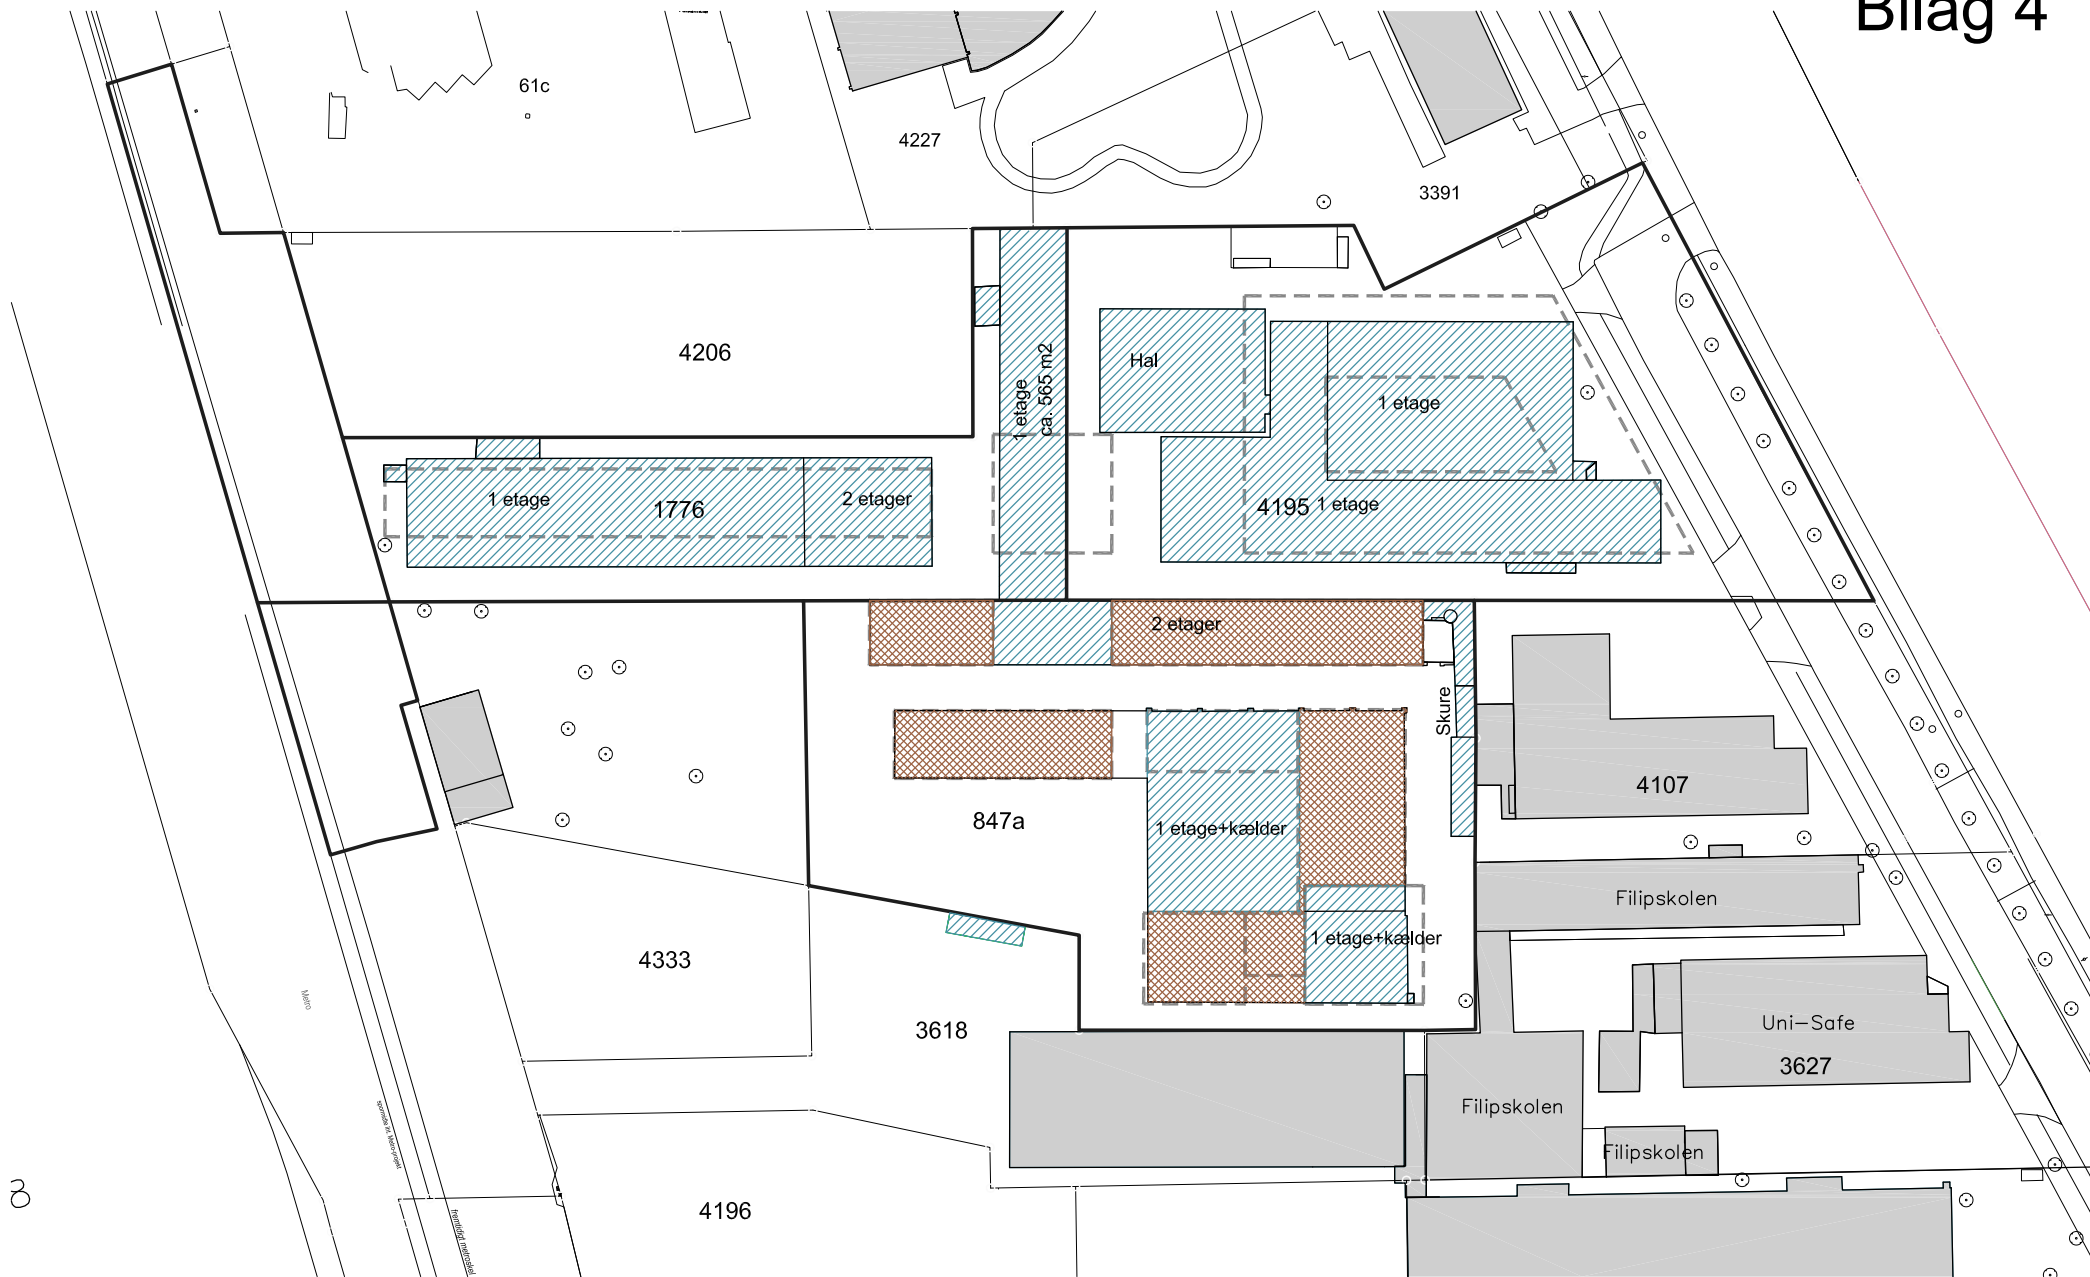 Bilag 4
61c
4227
3391
4206
1 etage
ca. 565 m2
Hal
1 etage
1 etage
1776
2 etager
4195
1 etage
2 etager
Skure
4107
847a
1 etage+kælder
Filipskolen
1 etage+kælder
4333
Metro
3618
Uni-Safe
3627
Filipskolen
Filipskolen
4196
fremtidigt metroskel